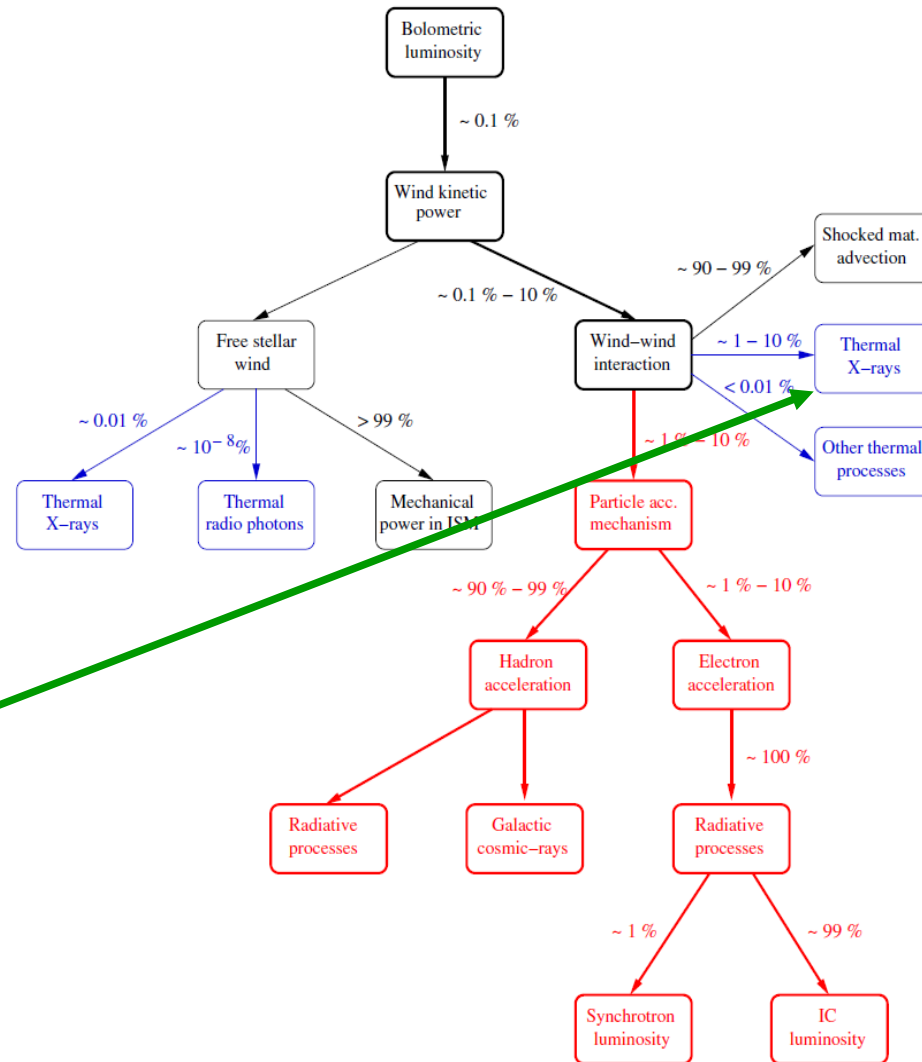 Bolometric
luminosity
~ 0.1 %
Wind kinetic
power
Shocked mat.
advection
~ 90 – 99 %
~ 0.1 % – 10 %
Free stellar
wind
Wind–wind
interaction
~ 1 – 10 %
Thermal
X–rays
< 0.01 %
~ 0.01 %
~ 10⁻⁸%
> 99 %
~ 1 % – 10 %
Other thermal
processes
Thermal
X–rays
Thermal
radio photons
Mechanical
power in ISM
Particle acc.
mechanism
~ 90 % – 99 %
~ 1 % – 10 %
Hadron
acceleration
Electron
acceleration
~ 100 %
Radiative
processes
Galactic
cosmic–rays
Radiative
processes
~ 1 %
~ 99 %
Synchrotron
luminosity
IC
luminosity